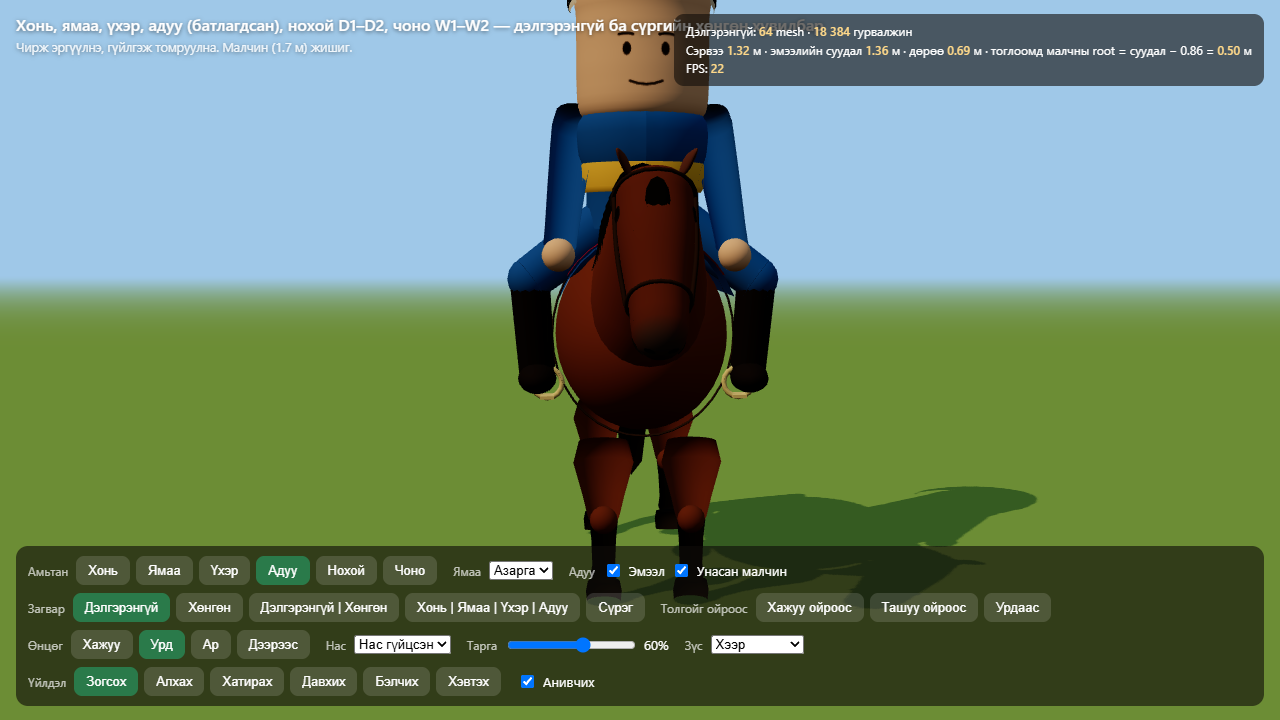 Хонь, ямаа, үхэр, адуу (батлагдсан), нохой D1–D2, чоно W1–W2 — дэлгэрэнгүй ба сүргийн хөнгөн хувилбар
Чирж эргүүлнэ, гүйлгэж томруулна. Малчин (1.7 м) жишиг.
Дэлгэрэнгүй: 64 mesh · 18 384 гурвалжин
Сэрвээ 1.32 м · эмээлийн суудал 1.36 м · дөрөө 0.69 м · тоглоомд малчны root = суудал − 0.86 = 0.50 м
FPS: 22
Амьтан Хонь Ямаа Үхэр Адуу Нохой Чоно Ямаа Азарга Адуу Эмээл Унасан малчин
Загвар Дэлгэрэнгүй Хөнгөн Дэлгэрэнгүй | Хөнгөн Хонь | Ямаа | Үхэр | Адуу Сүрэг Толгойг ойроос Хажуу ойроос Ташуу ойроос Урдаас
Өнцөг Хажуу Урд Ар Дээрээс Нас Нас гүйцсэн Тарга 60% Зүс Хээр
Үйлдэл Зогсох Алхах Хатирах Давхих Бэлчих Хэвтэх Анивчих